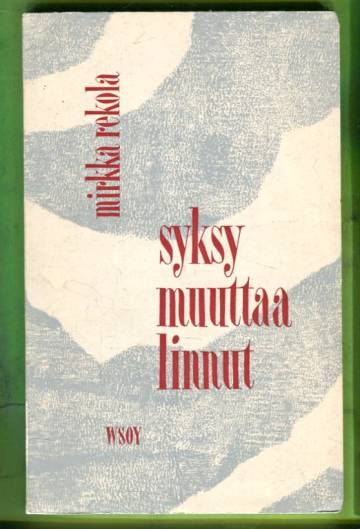 mirkka rekola
syksy
muuttaa
linnut
WSOY